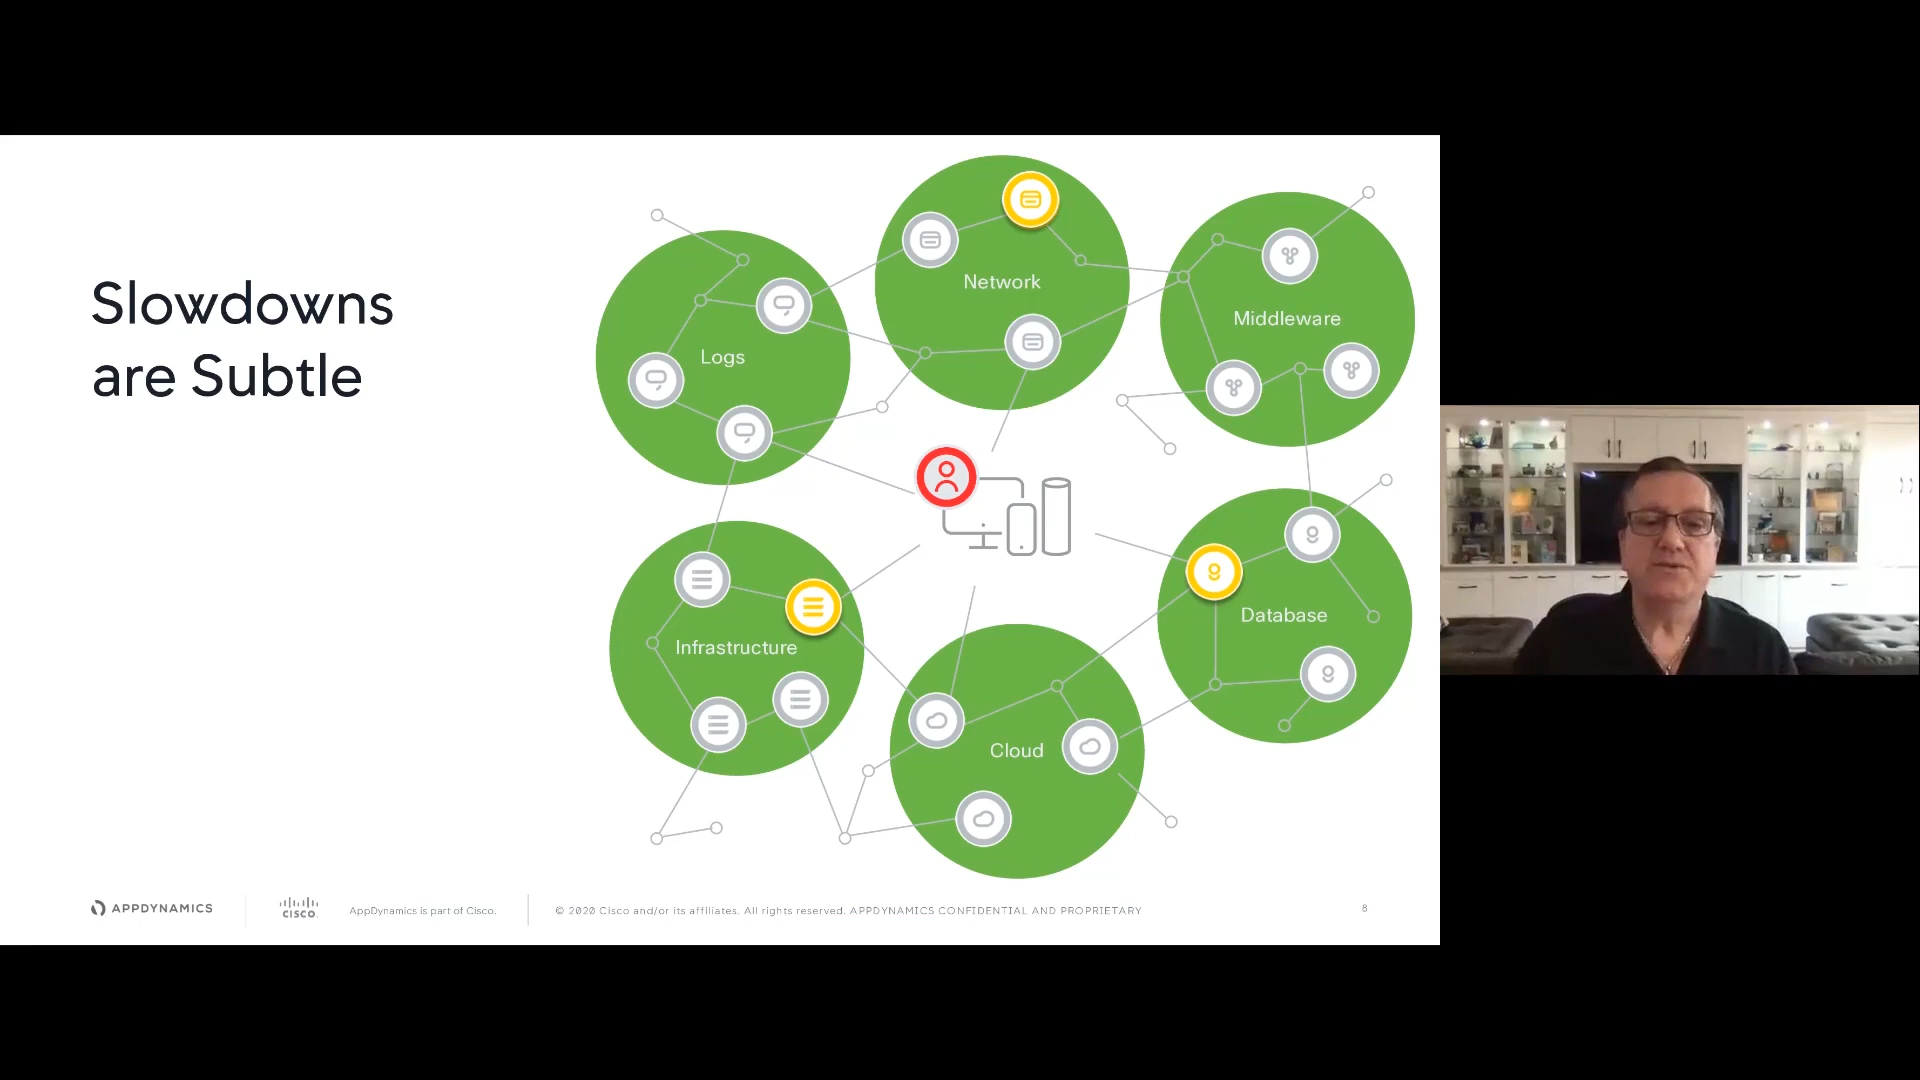 Slowdowns
are Subtle
Network
Middleware
Logs
Infrastructure
Database
Cloud
APPDYNAMICS
CISCO
AppDynamics is part of Cisco.
© 2020 Cisco and/or its affiliates. All rights reserved. APPDYNAMICS CONFIDENTIAL AND PROPRIETARY
8